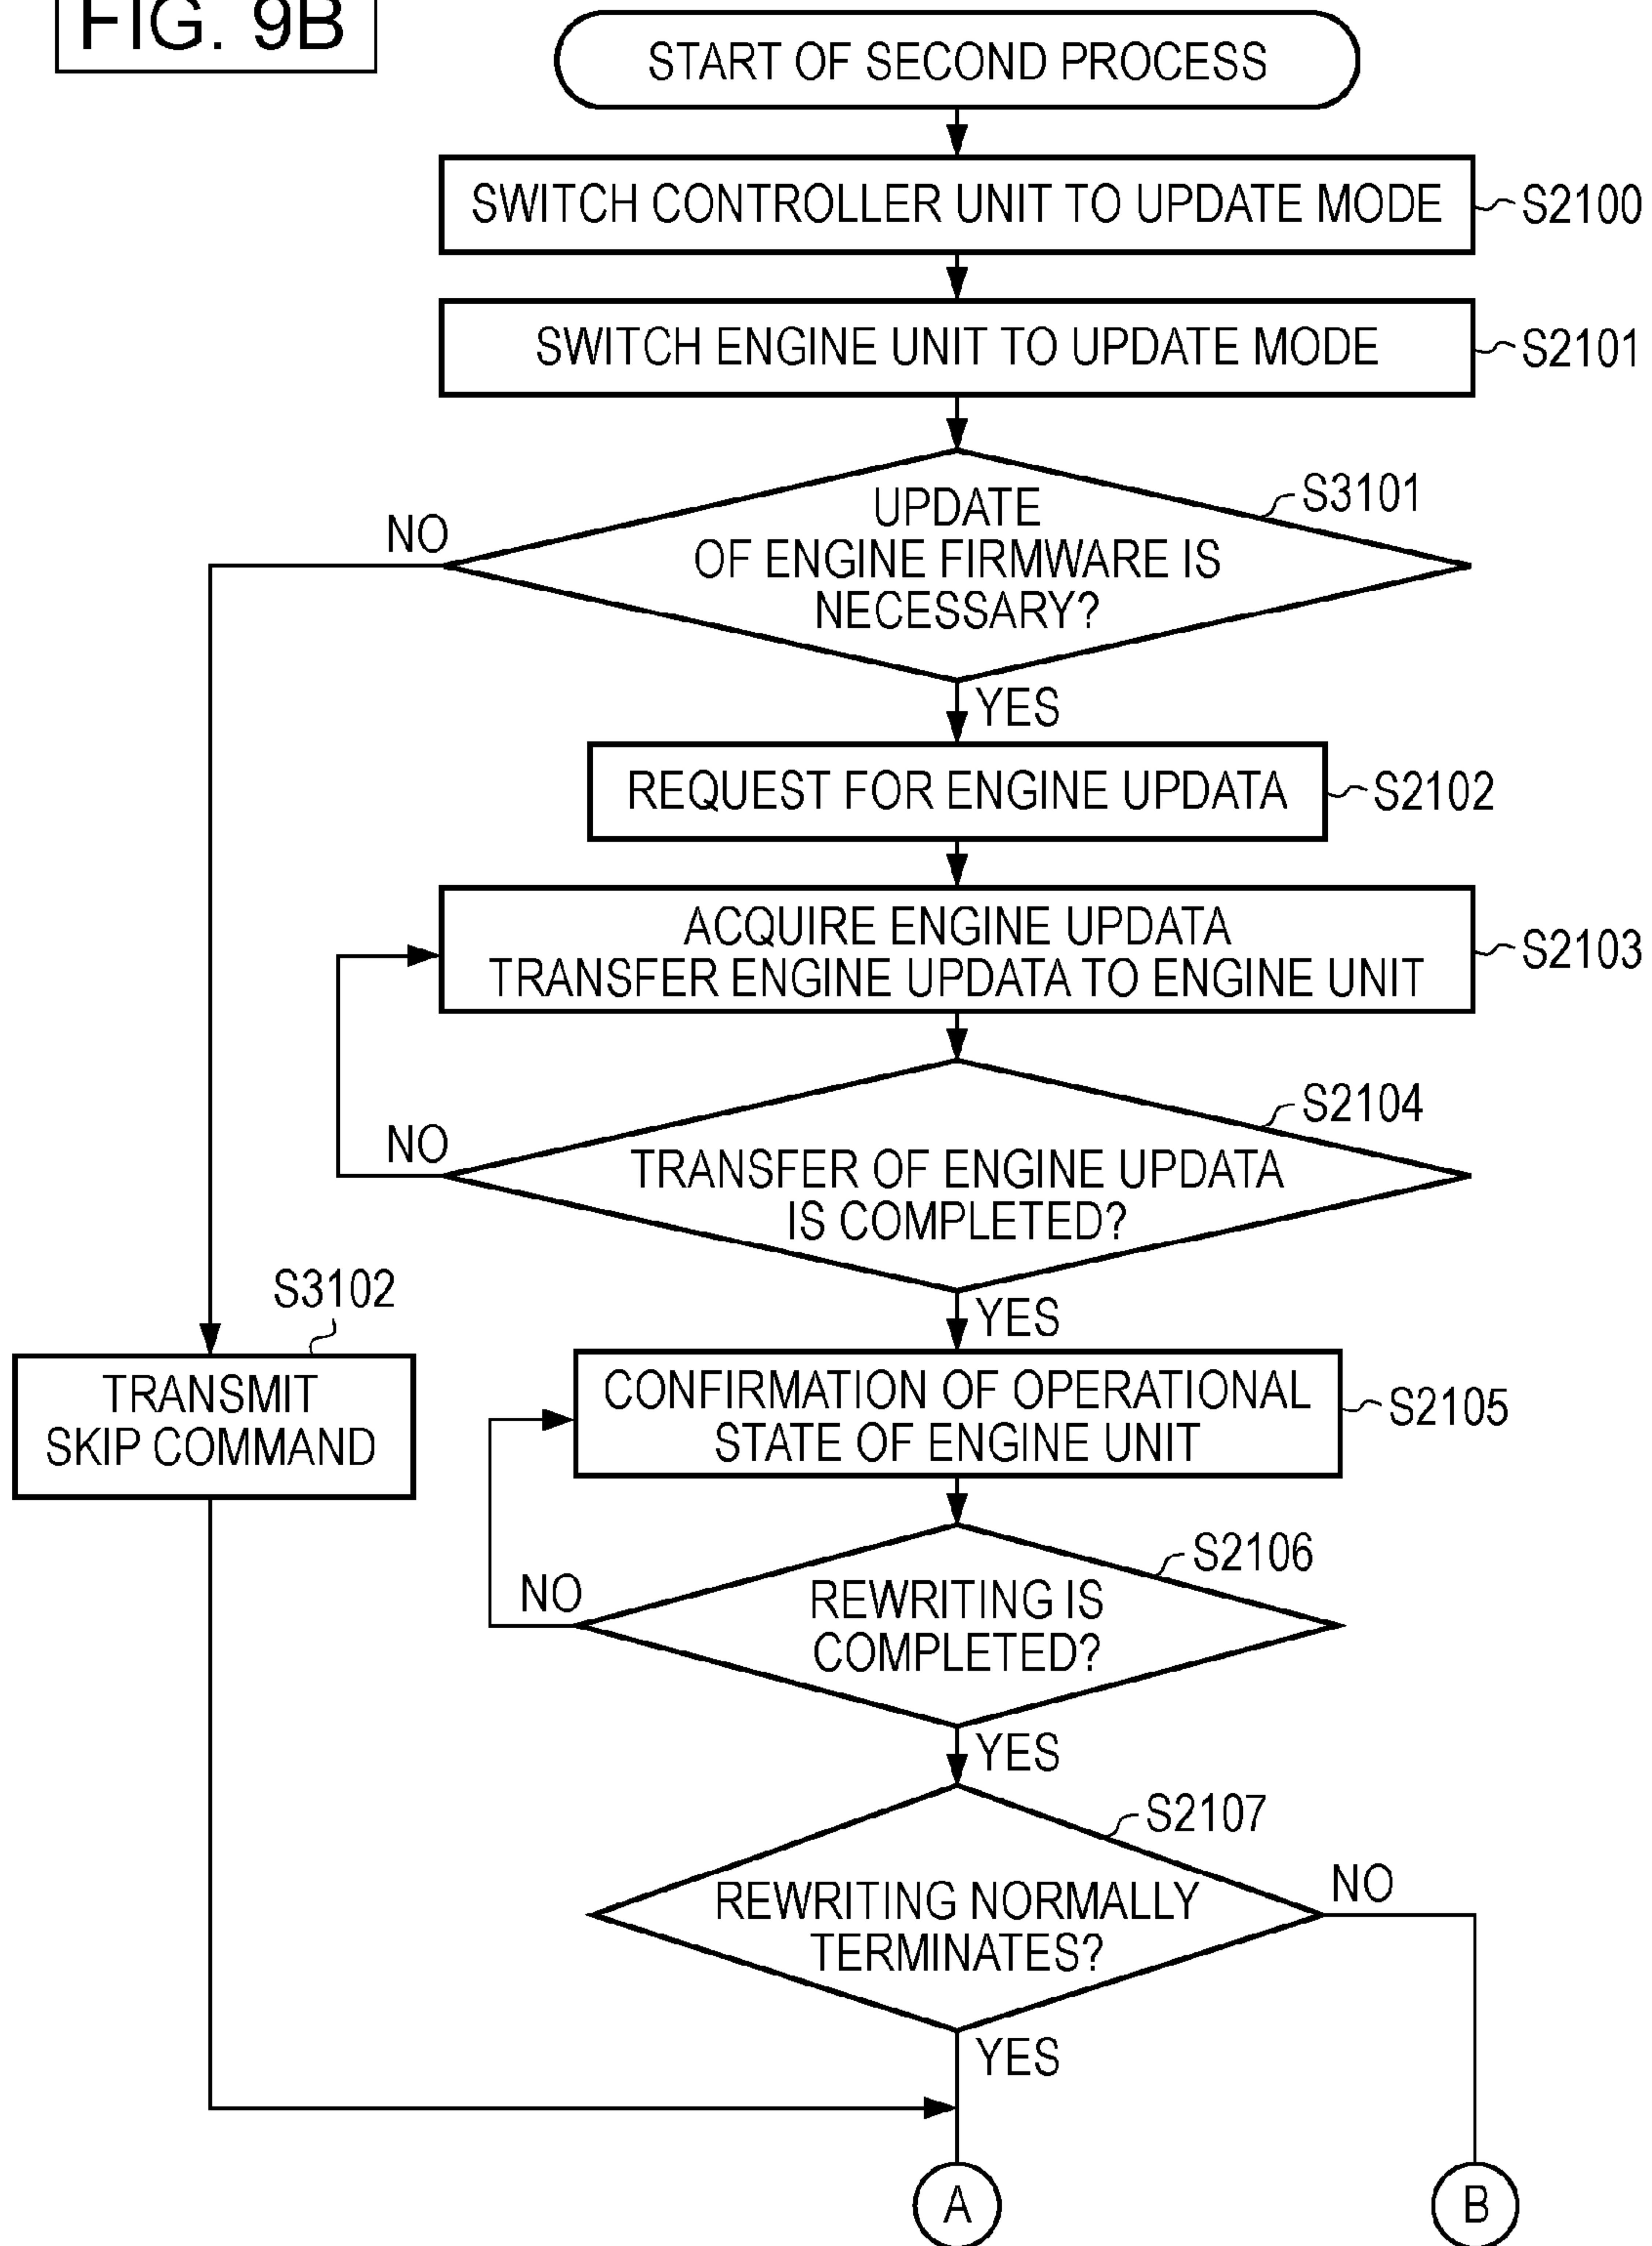 FIG. 9B
START OF SECOND PROCESS
SWITCH CONTROLLER UNIT TO UPDATE MODE
S2100
SWITCH ENGINE UNIT TO UPDATE MODE
S2101
S3101
UPDATE
OF ENGINE FIRMWARE IS
NECESSARY?
NO
YES
REQUEST FOR ENGINE UPDATA
S2102
ACQUIRE ENGINE UPDATA
TRANSFER ENGINE UPDATA TO ENGINE UNIT
S2103
S2104
TRANSFER OF ENGINE UPDATA
IS COMPLETED?
NO
YES
S3102
TRANSMIT
SKIP COMMAND
CONFIRMATION OF OPERATIONAL
STATE OF ENGINE UNIT
S2105
S2106
REWRITING IS
COMPLETED?
NO
YES
S2107
REWRITING NORMALLY
TERMINATES?
NO
YES
A
B